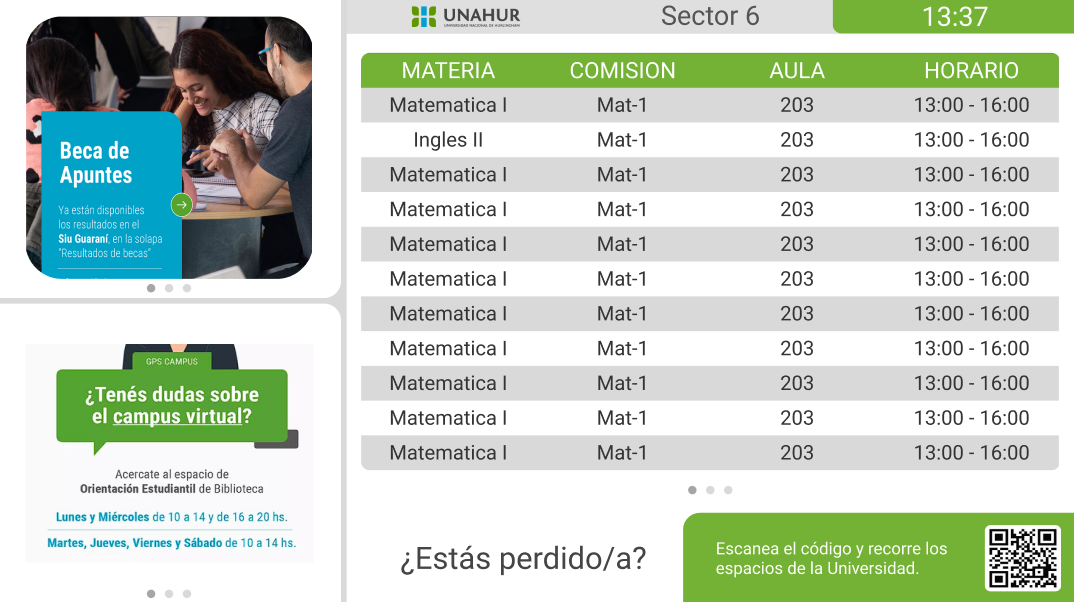 Beca de
Apuntes
Ya están disponibles
los resultados en el
Siu Guaraní, en la solapa
"Resultados de becas"
GPS CAMPUS
¿Tenés dudas sobre
el campus virtual?
Acercate al espacio de
Orientación Estudiantil de Biblioteca
Lunes y Miércoles de 10 a 14 y de 16 a 20 hs.
Martes, Jueves, Viernes y Sábado de 10 a 14 hs.
UNAHUR
UNIVERSIDAD NACIONAL DE HURLINGHAM
Sector 6
13:37
MATERIA COMISION AULA HORARIO
Matematica I Mat-1 203 13:00 - 16:00
Ingles II Mat-1 203 13:00 - 16:00
Matematica I Mat-1 203 13:00 - 16:00
Matematica I Mat-1 203 13:00 - 16:00
Matematica I Mat-1 203 13:00 - 16:00
Matematica I Mat-1 203 13:00 - 16:00
Matematica I Mat-1 203 13:00 - 16:00
Matematica I Mat-1 203 13:00 - 16:00
Matematica I Mat-1 203 13:00 - 16:00
Matematica I Mat-1 203 13:00 - 16:00
Matematica I Mat-1 203 13:00 - 16:00
¿Estás perdido/a?
Escanea el código y recorre los
espacios de la Universidad.